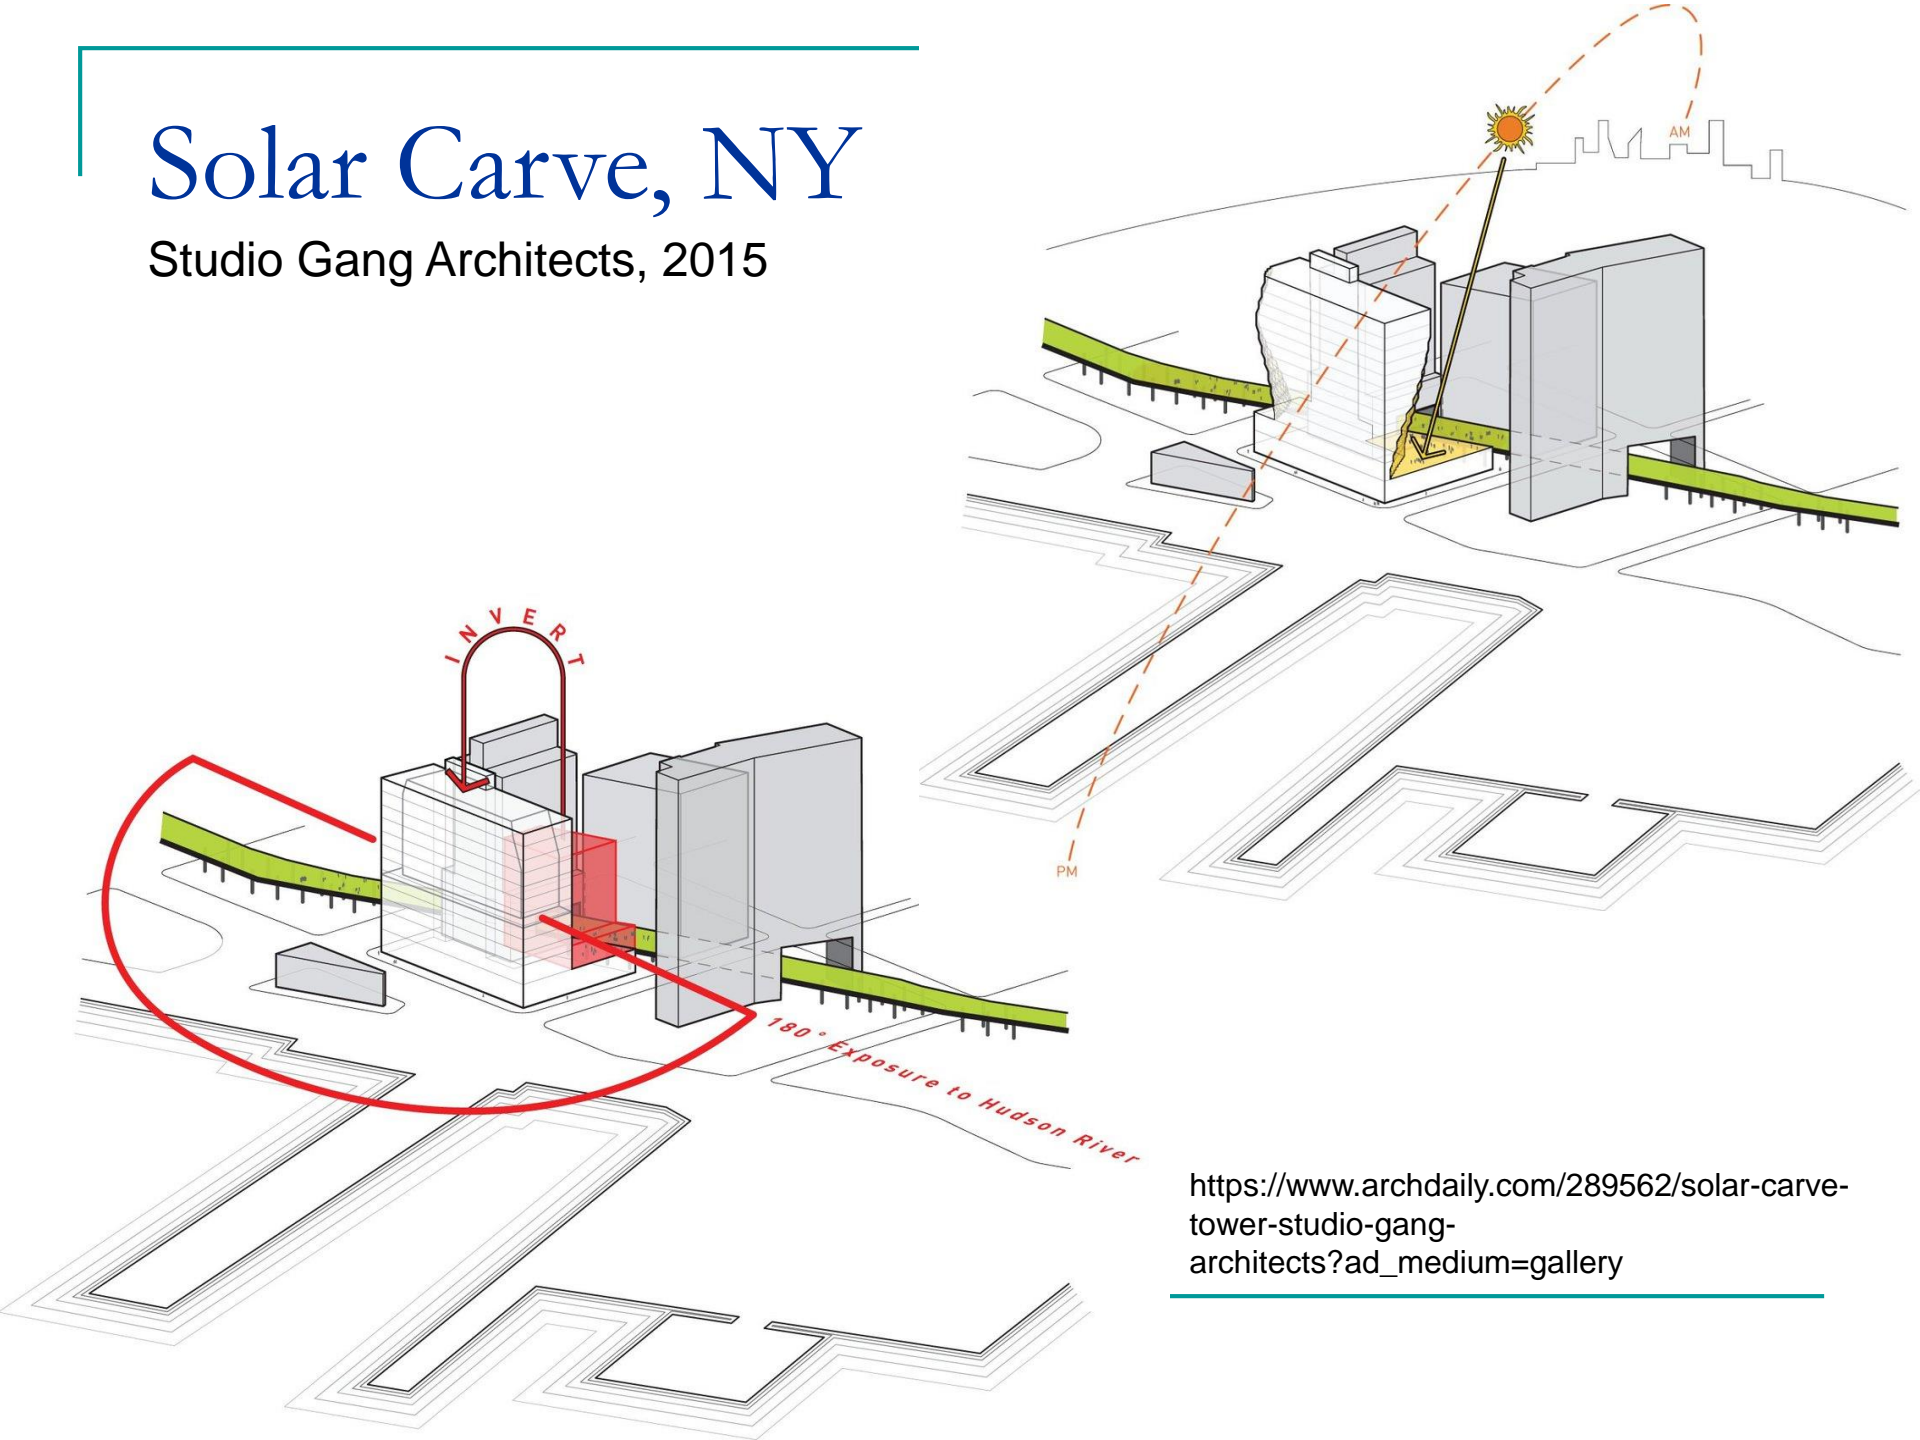 Solar Carve, NY
Studio Gang Architects, 2015
AM
PM
INVERT
180° Exposure to Hudson River
https://www.archdaily.com/289562/solar-carve-
tower-studio-gang-
architects?ad_medium=gallery